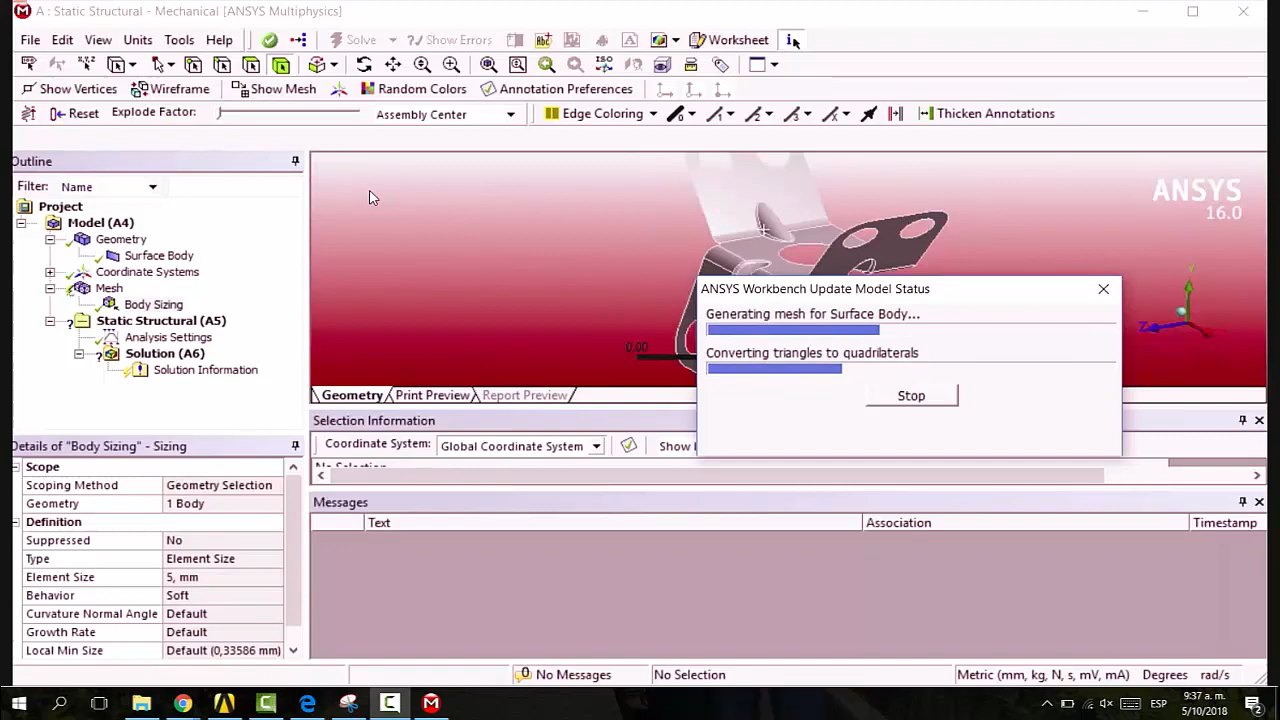 A : Static Structural - Mechanical [ANSYS Multiphysics]
File Edit View Units Tools Help Solve Show Errors Worksheet
Show Vertices Wireframe Show Mesh Random Colors Annotation Preferences
Reset Explode Factor: Assembly Center Edge Coloring Thicken Annotations
Outline
Filter: Name
Project
Model (A4)
Geometry
Surface Body
Coordinate Systems
Mesh
Body Sizing
Static Structural (A5)
Analysis Settings
Solution (A6)
Solution Information
ANSYS
16.0
Y
Z
0,00
ANSYS Workbench Update Model Status
Generating mesh for Surface Body...
Converting triangles to quadrilaterals
Stop
Geometry Print Preview Report Preview
Selection Information
Coordinate System: Global Coordinate System Show
No Selection
Details of "Body Sizing" - Sizing
Scope
Scoping Method Geometry Selection
Geometry 1 Body
Definition
Suppressed No
Type Element Size
Element Size 5, mm
Behavior Soft
Curvature Normal Angle Default
Growth Rate Default
Local Min Size Default (0,33586 mm)
Messages
Text Association Timestamp
0 No Messages No Selection Metric (mm, kg, N, s, mV, mA) Degrees rad/s
ESP
9:37 a. m.
5/10/2018
2